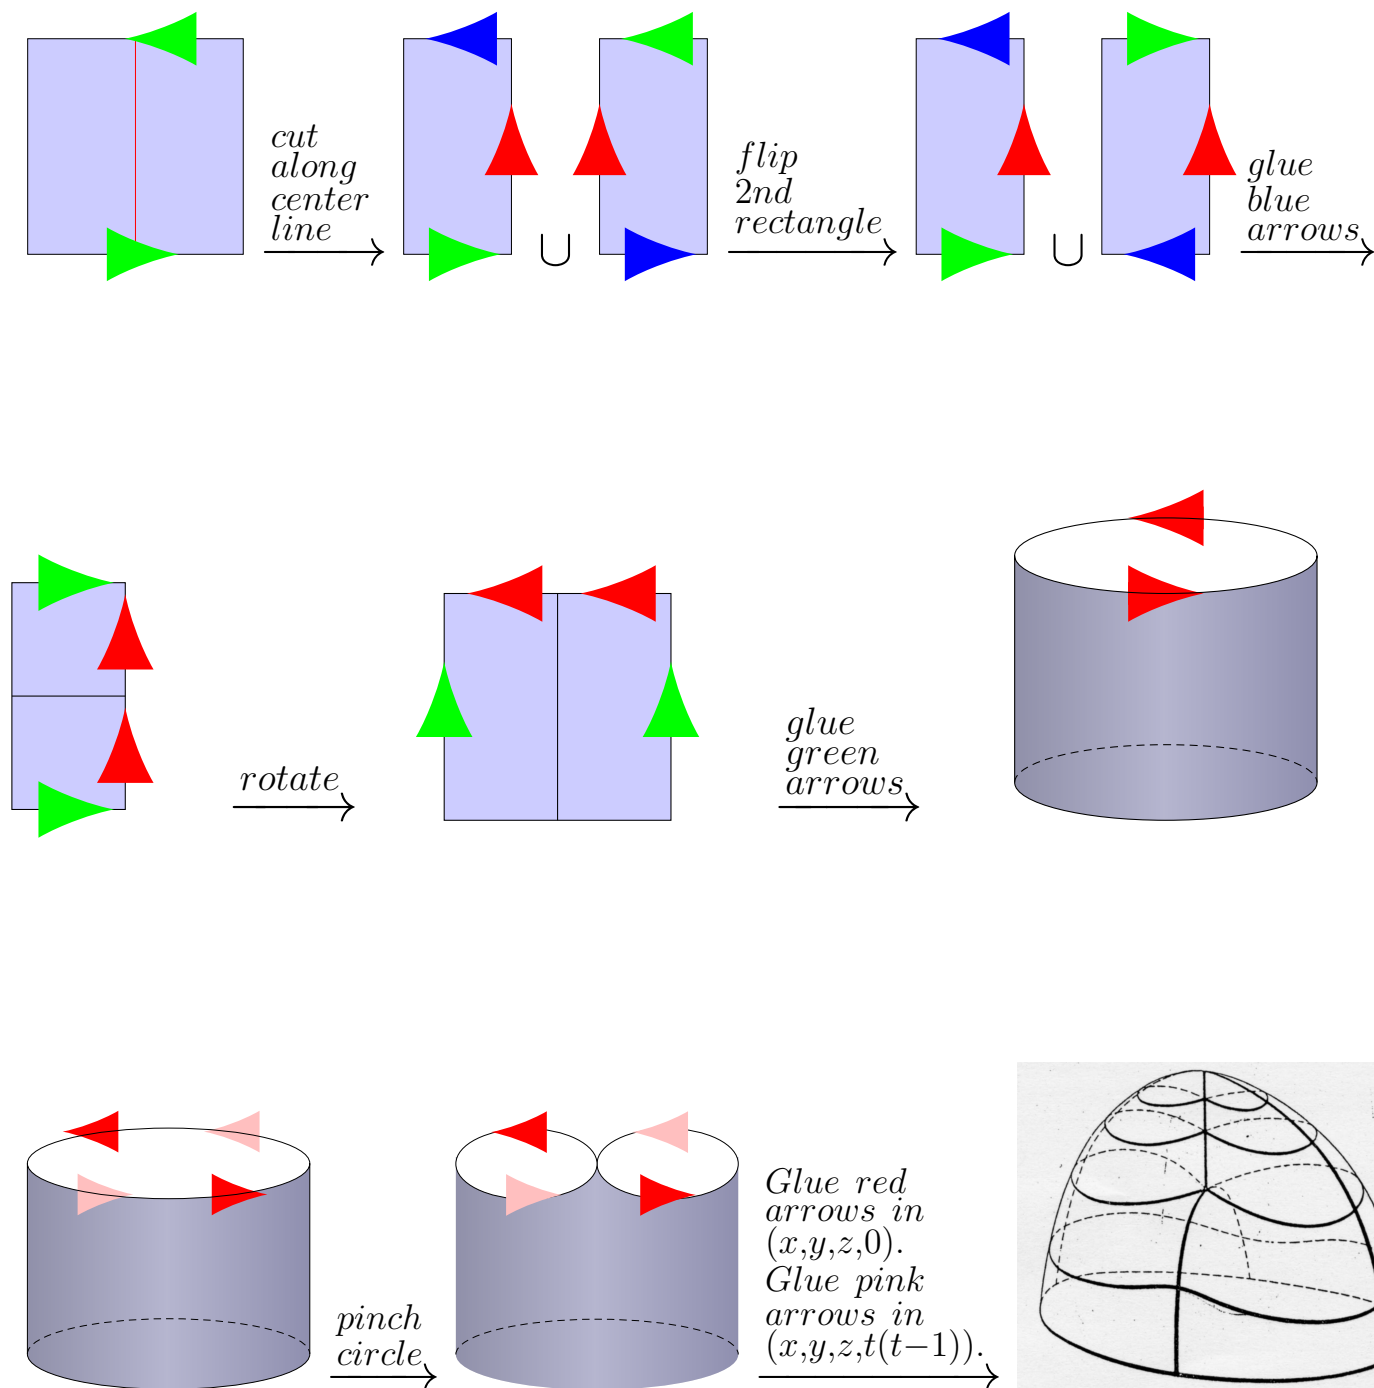 cut
along
center
line
∪
flip
2nd
rectangle
∪
glue
blue
arrows
rotate
glue
green
arrows
pinch
circle
Glue red
arrows in
(x,y,z,0).
Glue pink
arrows in
(x,y,z,t(t−1)).